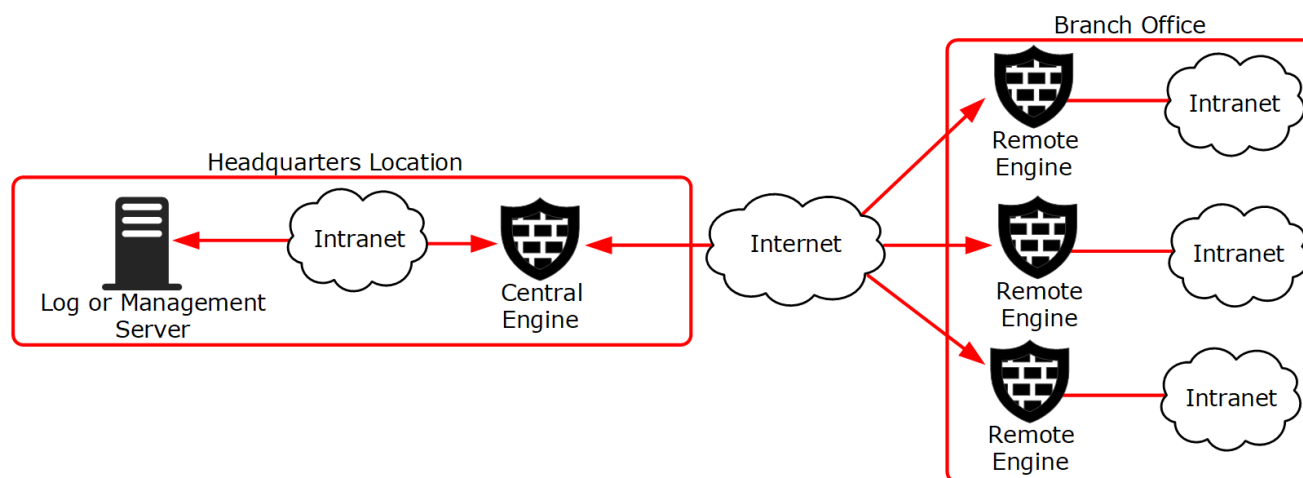 Branch Office
Intranet
Remote
Engine
Headquarters Location
Intranet
Log or Management
Server
Central
Engine
Internet
Intranet
Remote
Engine
Intranet
Remote
Engine